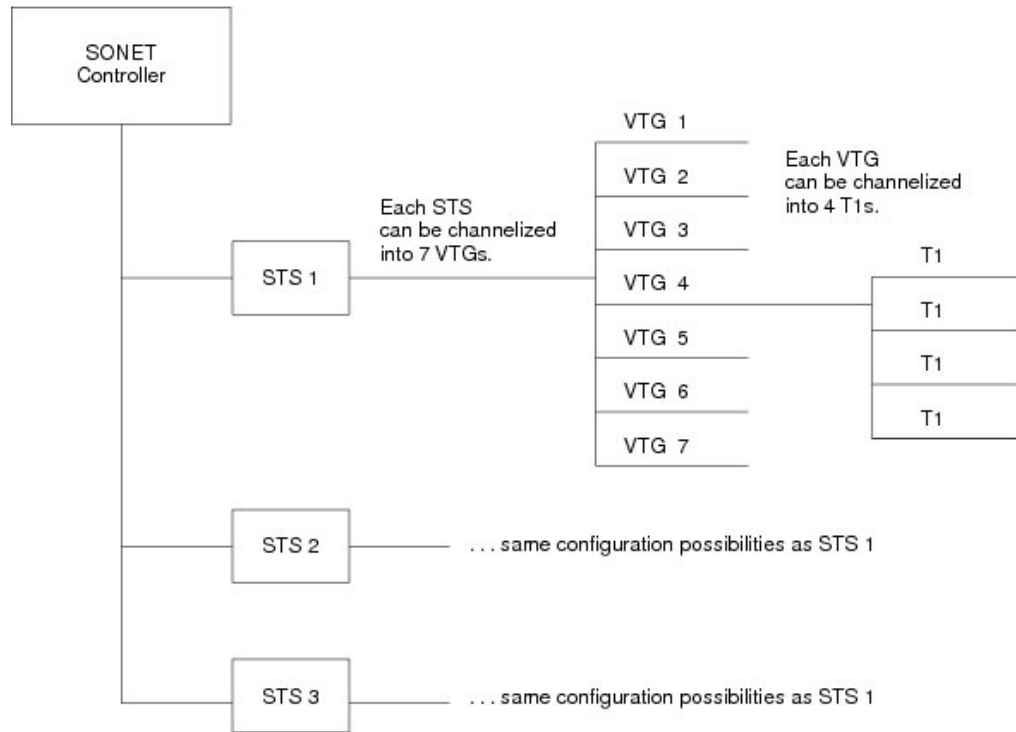 SONET
Controller
VTG 1
VTG 2
VTG 3
VTG 4
VTG 5
VTG 6
VTG 7
Each VTG
can be channelized
into 4 T1s.
Each STS
can be channelized
into 7 VTGs.
STS 1
T1
T1
T1
T1
STS 2
. . . same configuration possibilities as STS 1
STS 3
. . . same configuration possibilities as STS 1